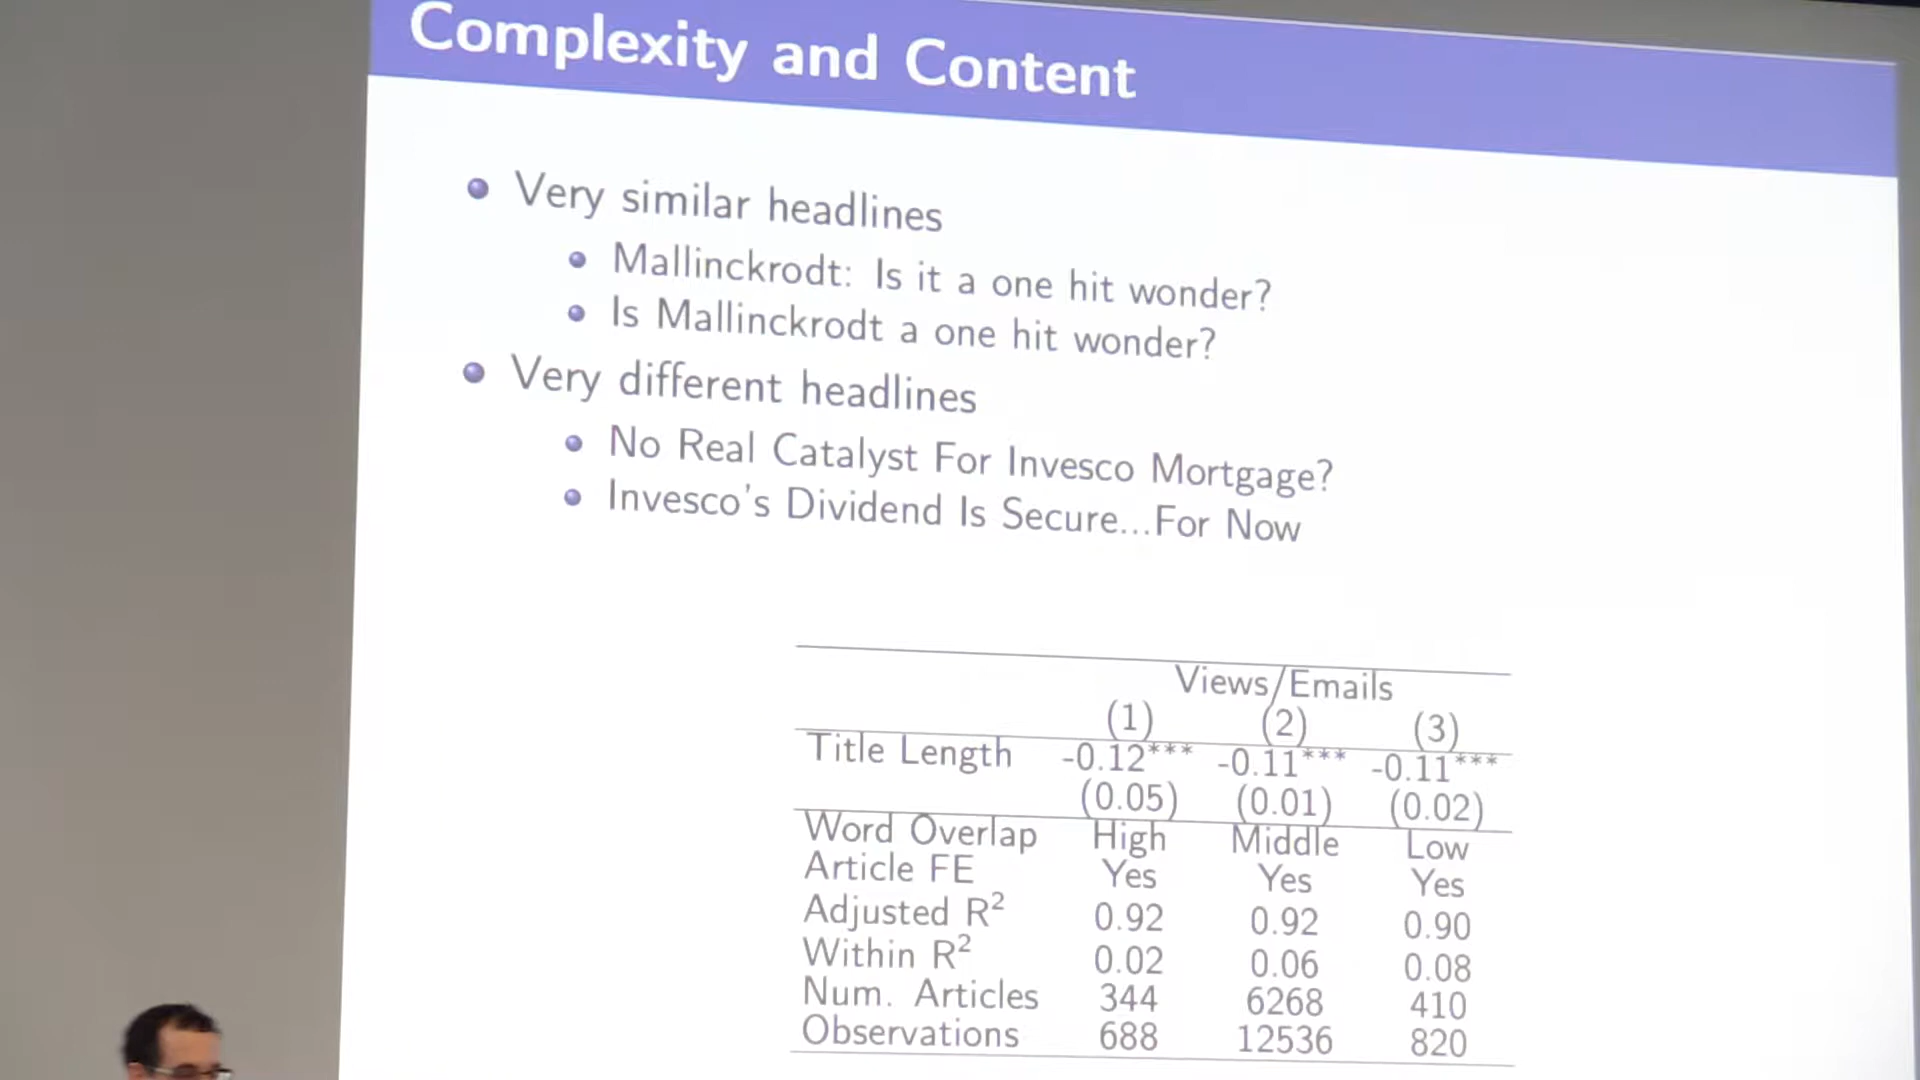 Complexity and Content
Very similar headlines
Mallinckrodt: Is it a one hit wonder?
Is Mallinckrodt a one hit wonder?
Very different headlines
No Real Catalyst For Invesco Mortgage?
Invesco's Dividend Is Secure...For Now
Views/Emails
(1) (2) (3)
Title Length -0.12*** -0.11*** -0.11***
(0.05) (0.01) (0.02)
Word Overlap High Middle Low
Article FE Yes Yes Yes
Adjusted R² 0.92 0.92 0.90
Within R² 0.02 0.06 0.08
Num. Articles 344 6268 410
Observations 688 12536 820